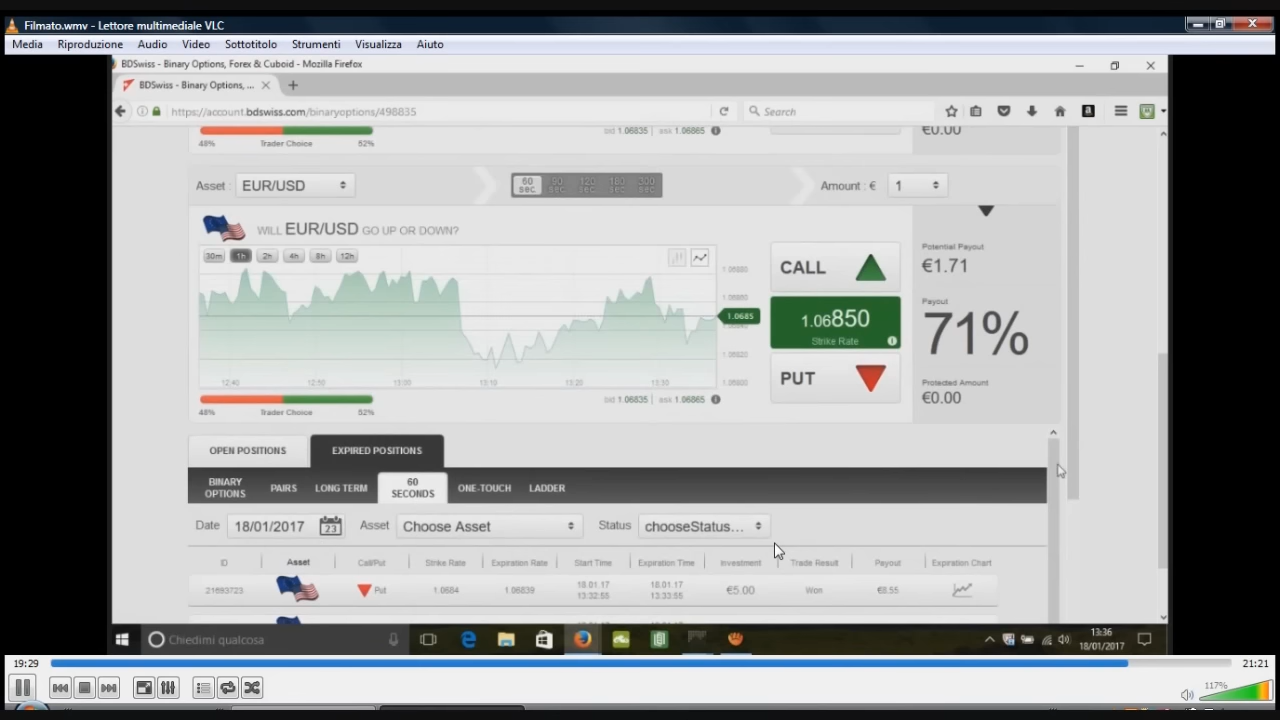 Filmato.wmv - Lettore multimediale VLC
Media Riproduzione Audio Video Sottotitolo Strumenti Visualizza Aiuto
BDSwiss - Binary Options, Forex & Cuboid - Mozilla Firefox
BDSwiss - Binary Options, ...
https://account.bdswiss.com/binaryoptions/498835
Search
1.06835 1.06865 €0.00
48% Trader Choice 52%
Asset : EUR/USD 60 sec 120 sec 180 sec 300 sec Amount : € 1
WILL EUR/USD GO UP OR DOWN?
30m 1h 2h 4h 8h 12h
1.06880
1.06860
1.0685
1.06820
1.06800
12:40 12:50 13:00 13:10 13:20 13:30
CALL
1.06850
Strike Rate
PUT
Potential Payout
€1.71
Payout
71%
Protected Amount
€0.00
1.06835 1.06865
48% Trader Choice 52%
OPEN POSITIONS EXPIRED POSITIONS
BINARY OPTIONS PAIRS LONG TERM 60 SECONDS ONE-TOUCH LADDER
Date 18/01/2017 23 Asset Choose Asset Status chooseStatus...
ID Asset Call/Put Strike Rate Expiration Rate Start Time Expiration Time Investment Trade Result Payout Expiration Chart
21693723 Put 1.0684 1.06839 18.01.17 13:32:55 18.01.17 13:33:55 €5.00 Won €8.55
Chiedimi qualcosa
13:36
18/01/2017
19:29 21:21
117%